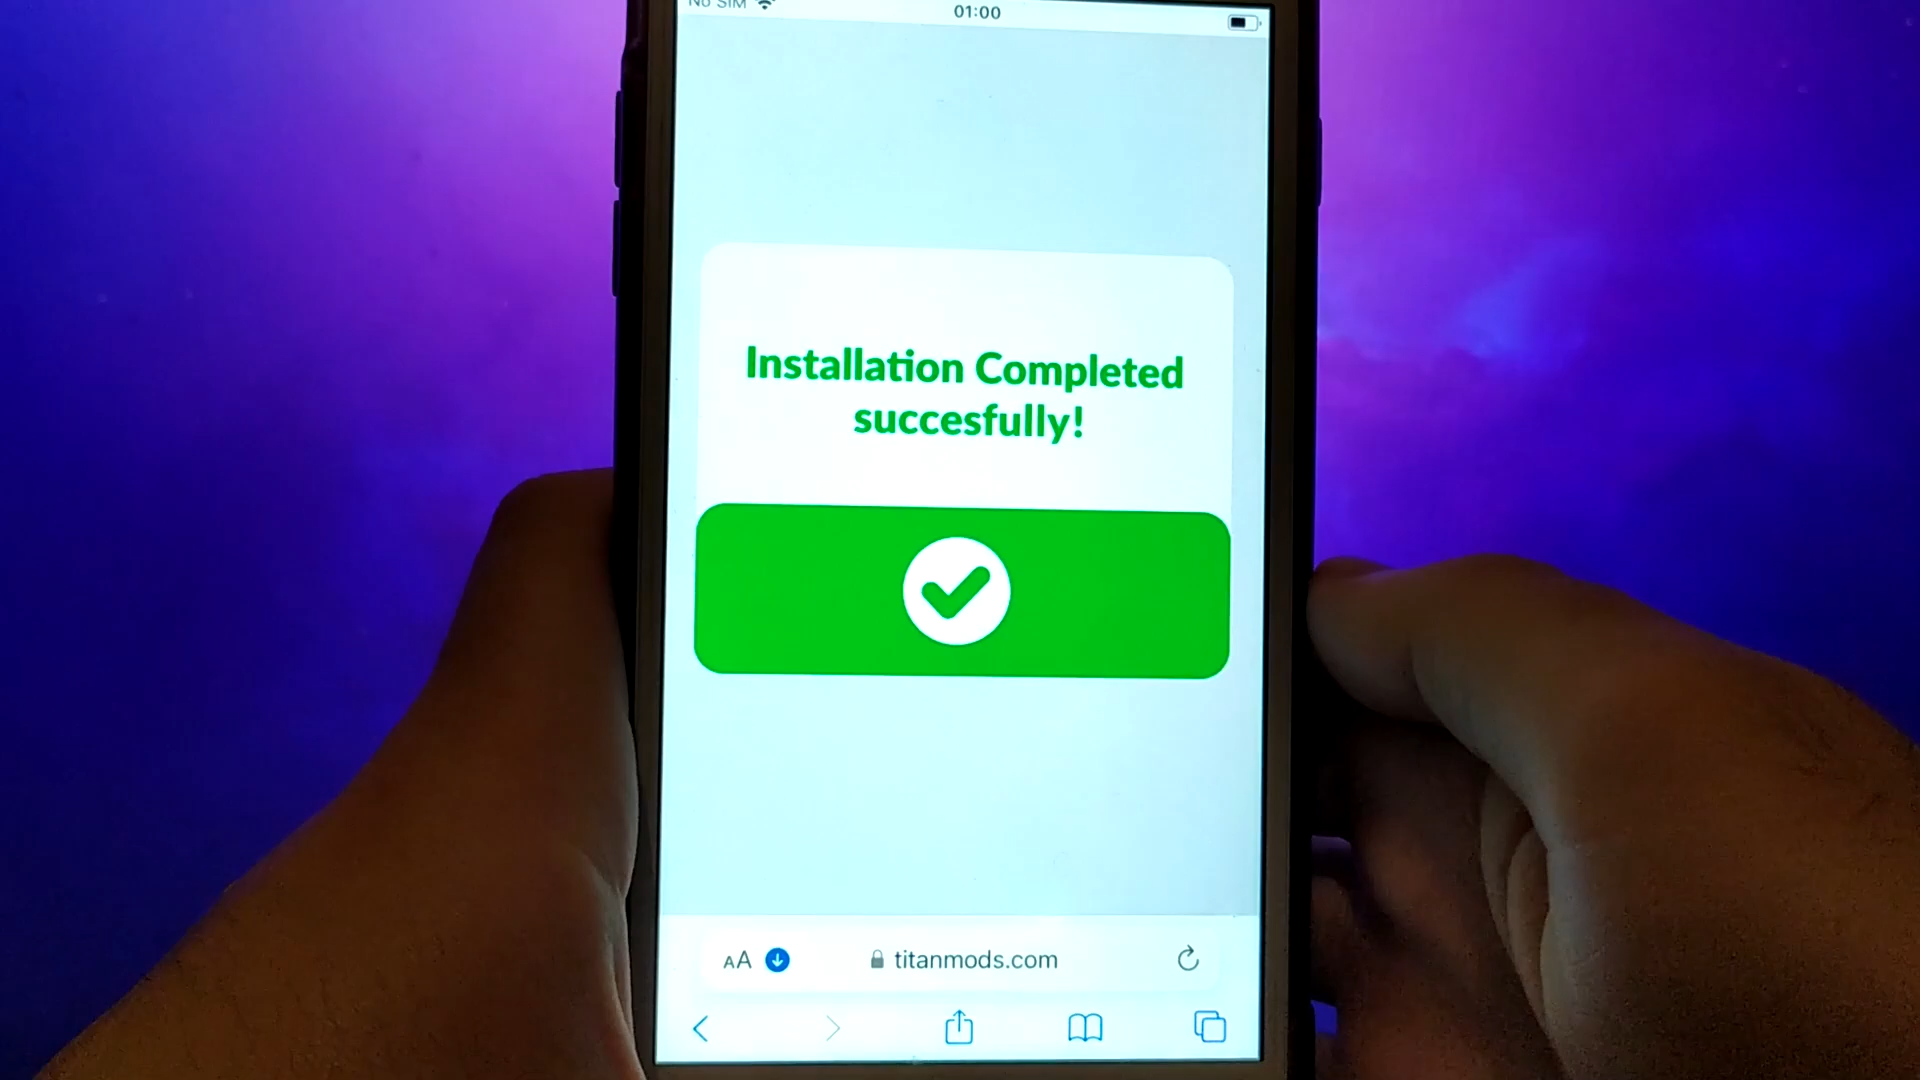 No SIM
01:00
Installation Completed
succesfully!
AA
titanmods.com